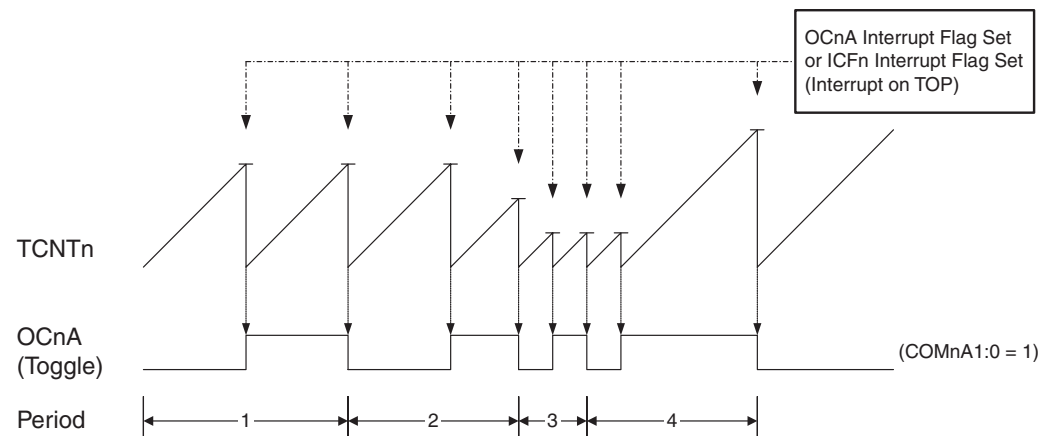 OCnA Interrupt Flag Set
or ICFn Interrupt Flag Set
(Interrupt on TOP)
TCNTn
OCnA
(Toggle)
(COMnA1:0 = 1)
Period
1
2
3
4